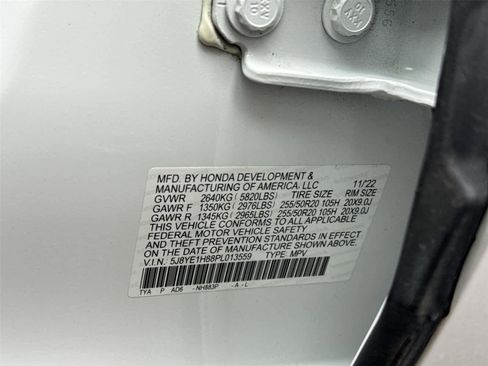 MFD. BY HONDA DEVELOPMENT & 11/'22
MANUFACTURING OF AMERICA, LLC
GVWR 2640KG (5820LBS) TIRE SIZE RIM SIZE
GAWR F 1350KG (2976LBS) 255/50R20 105H 20X9.0J
GAWR R 1345KG (2965LBS) 255/50R20 105H 20X9.0J
THIS VEHICLE CONFORMS TO ALL APPLICABLE
FEDERAL MOTOR VEHICLE SAFETY AND THEFT
PREVENTION STANDARDS IN EFFECT ON THE
DATE OF MANUFACTURE SHOWN ABOVE.
V.I.N. 5J8YE1H88PL013559 TYPE: MPV
TYA P AD6 -NH883P -A-L